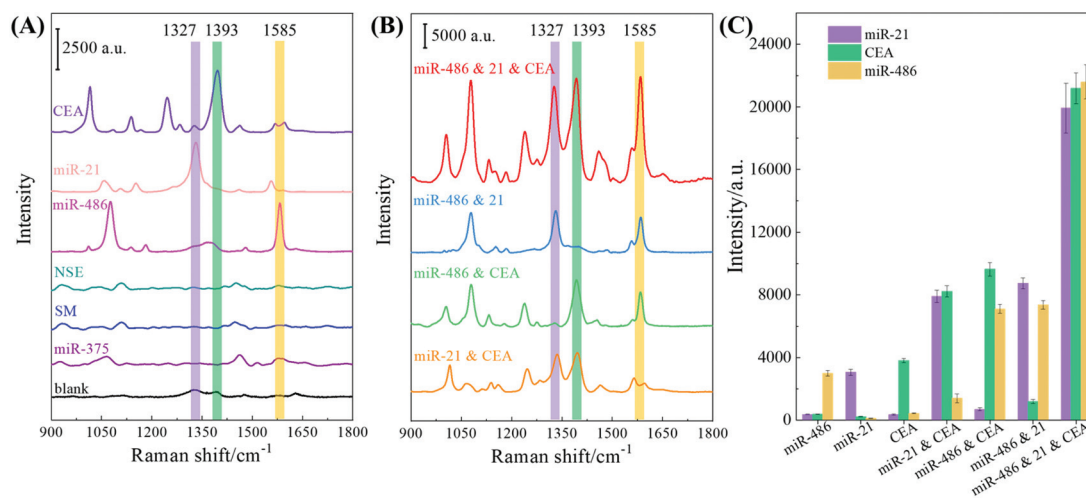 (A)
2500 a.u.
1327 1393 1585
CEA
miR-21
miR-486
NSE
SM
miR-375
blank
Intensity
900 1050 1200 1350 1500 1650 1800
Raman shift/cm-1
(B)
5000 a.u.
1327 1393 1585
miR-486 & 21 & CEA
miR-486 & 21
miR-486 & CEA
miR-21 & CEA
Intensity
900 1050 1200 1350 1500 1650 1800
Raman shift/cm-1
(C)
miR-21
CEA
miR-486
24000
20000
16000
12000
8000
4000
0
Intensity/a.u.
miR-486
miR-21
CEA
miR-21 & CEA
miR-486 & CEA
miR-486 & 21
miR-486 & 21 & CEA